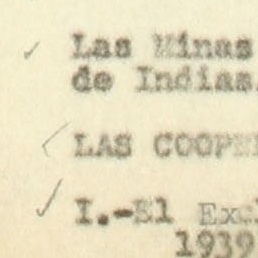 Las Minas
de Indias.
LAS COOPE
I.-El Exc
1939